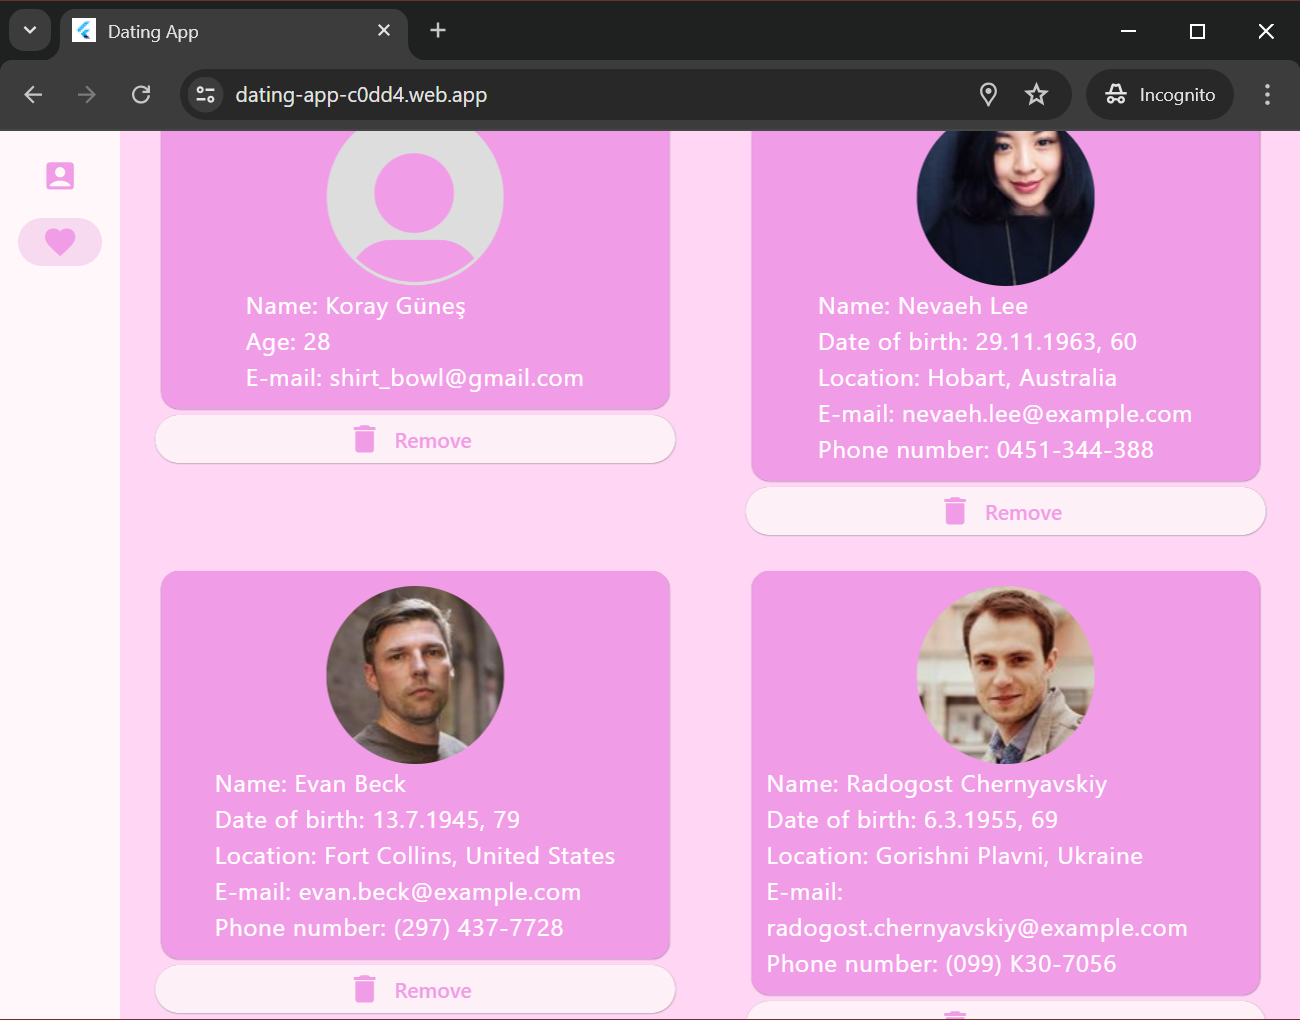 Dating App
dating-app-c0dd4.web.app
Incognito
Name: Koray Güneş
Age: 28
E-mail: shirt_bowl@gmail.com
Remove
Name: Nevaeh Lee
Date of birth: 29.11.1963, 60
Location: Hobart, Australia
E-mail: nevaeh.lee@example.com
Phone number: 0451-344-388
Remove
Name: Evan Beck
Date of birth: 13.7.1945, 79
Location: Fort Collins, United States
E-mail: evan.beck@example.com
Phone number: (297) 437-7728
Remove
Name: Radogost Chernyavskiy
Date of birth: 6.3.1955, 69
Location: Gorishni Plavni, Ukraine
E-mail:
radogost.chernyavskiy@example.com
Phone number: (099) K30-7056